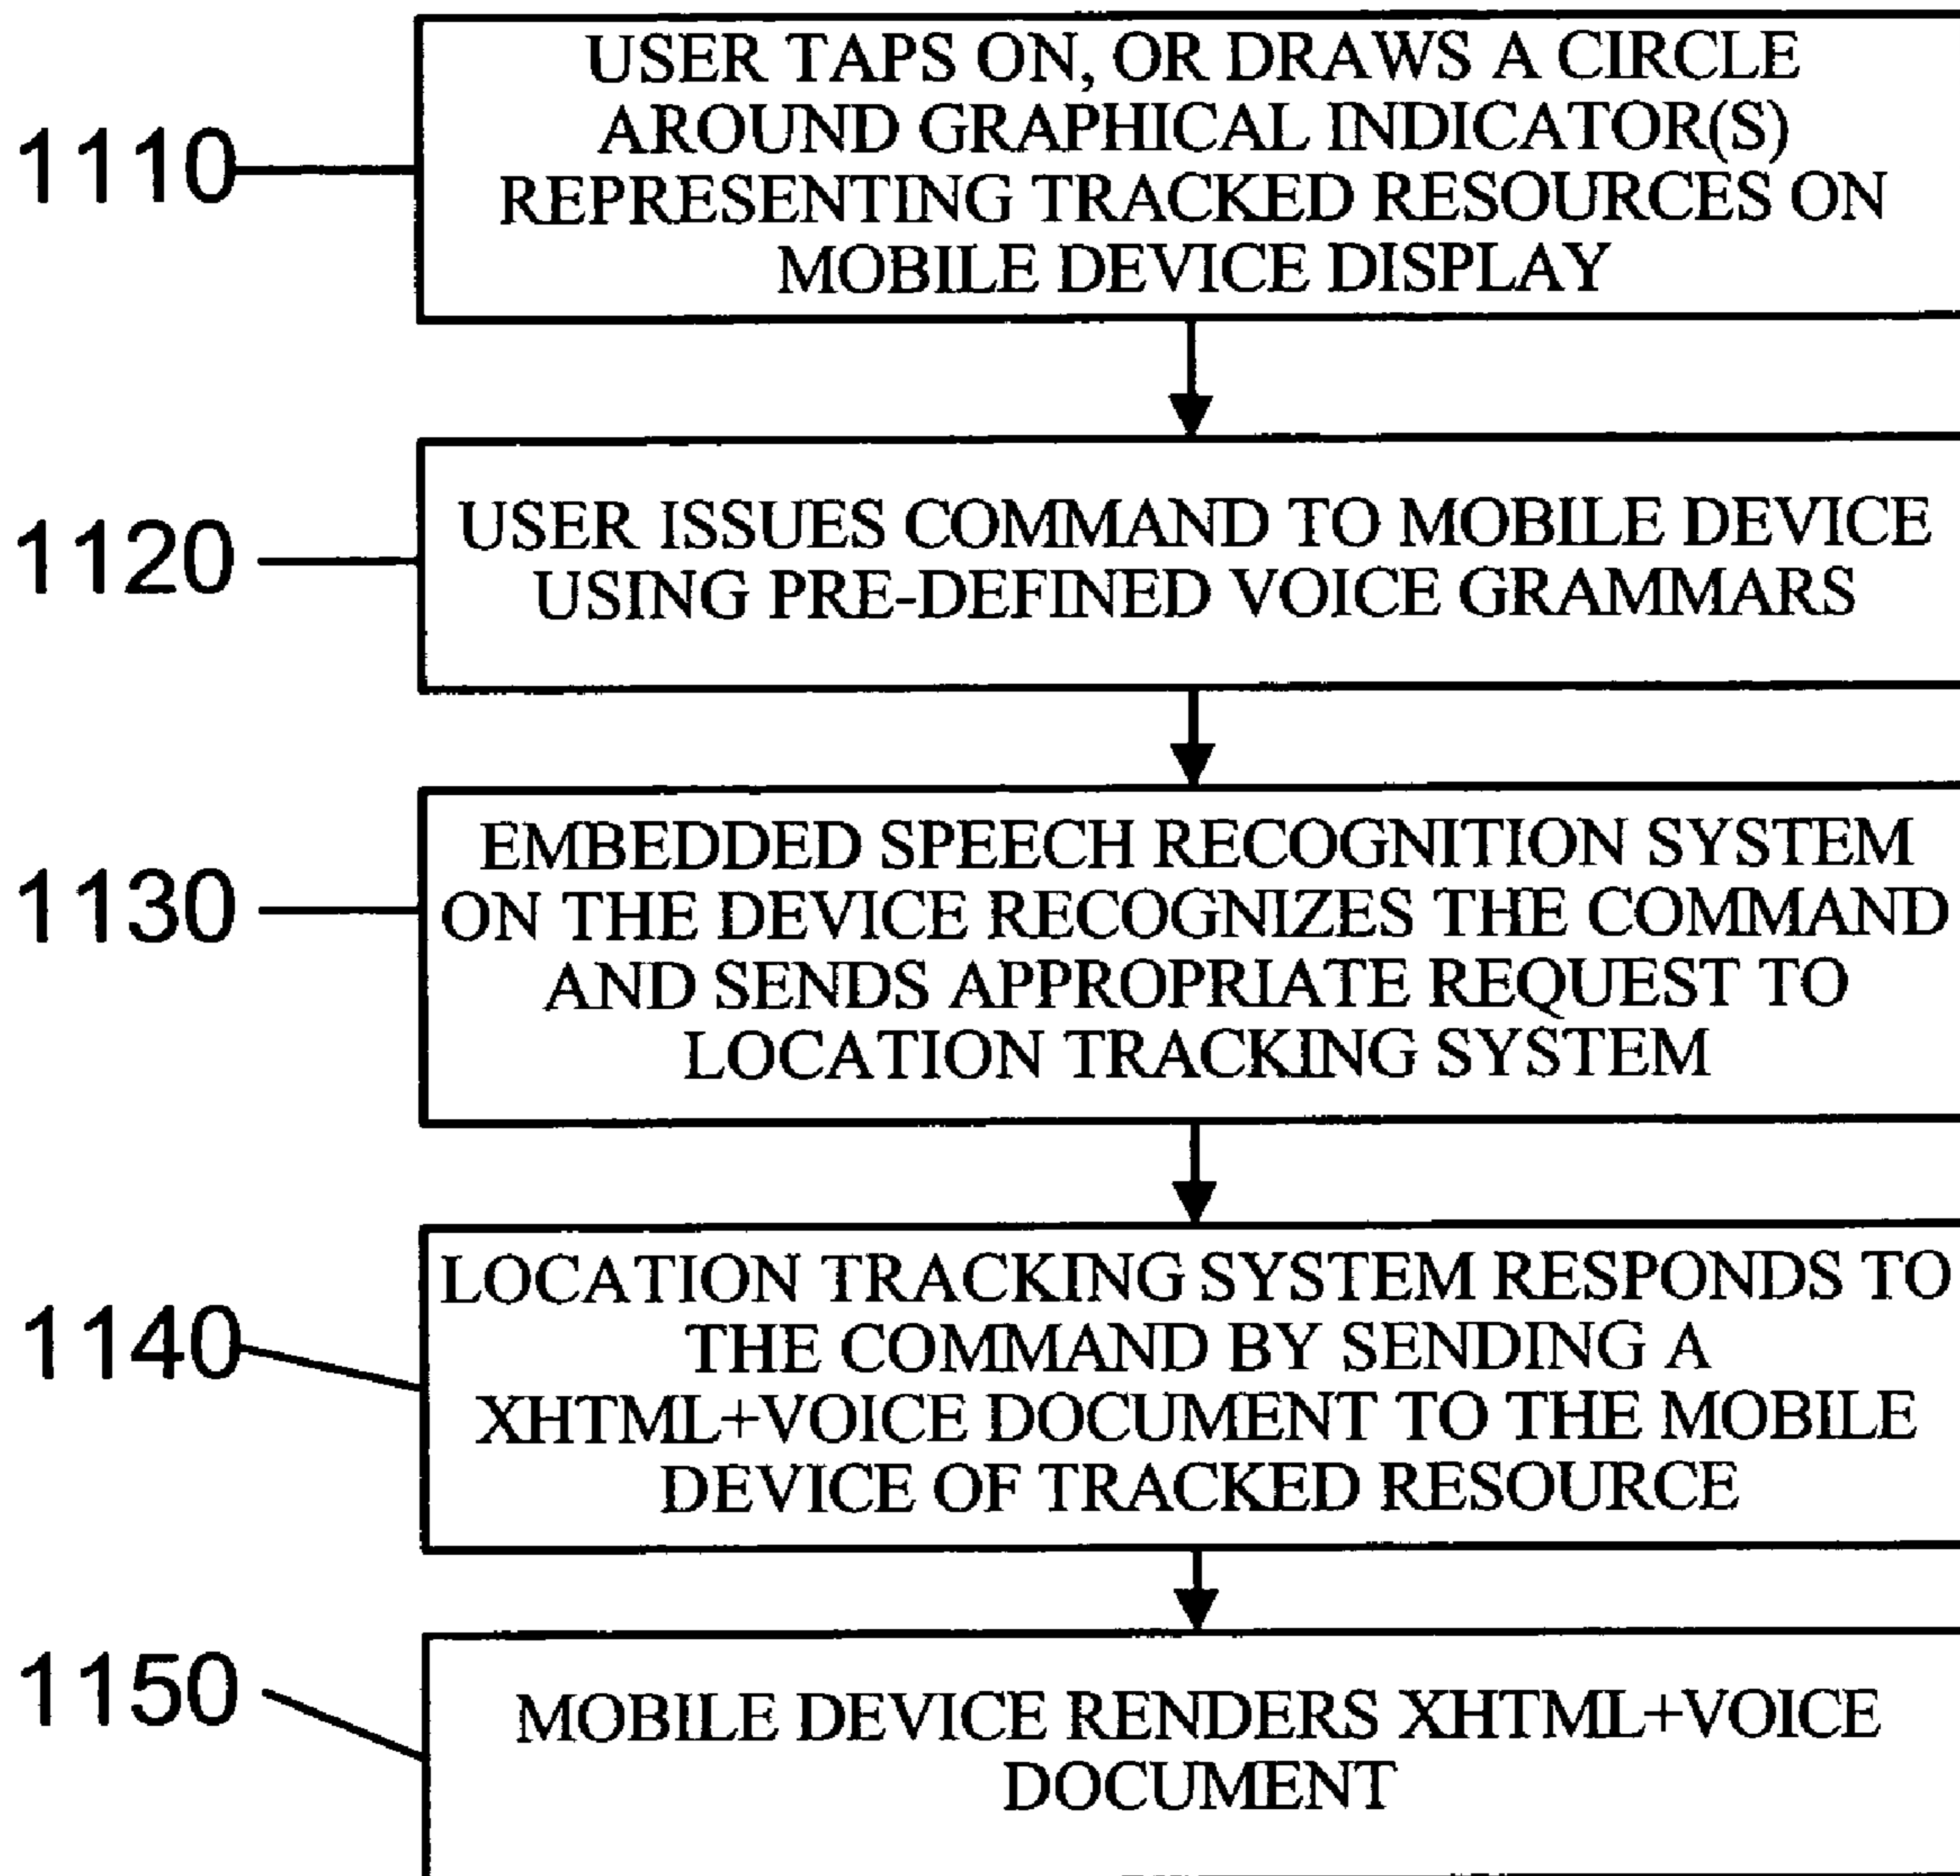 1110
USER TAPS ON, OR DRAWS A CIRCLE
AROUND GRAPHICAL INDICATOR(S)
REPRESENTING TRACKED RESOURCES ON
MOBILE DEVICE DISPLAY
1120
USER ISSUES COMMAND TO MOBILE DEVICE
USING PRE-DEFINED VOICE GRAMMARS
1130
EMBEDDED SPEECH RECOGNITION SYSTEM
ON THE DEVICE RECOGNIZES THE COMMAND
AND SENDS APPROPRIATE REQUEST TO
LOCATION TRACKING SYSTEM
1140
LOCATION TRACKING SYSTEM RESPONDS TO
THE COMMAND BY SENDING A
XHTML+VOICE DOCUMENT TO THE MOBILE
DEVICE OF TRACKED RESOURCE
1150
MOBILE DEVICE RENDERS XHTML+VOICE
DOCUMENT